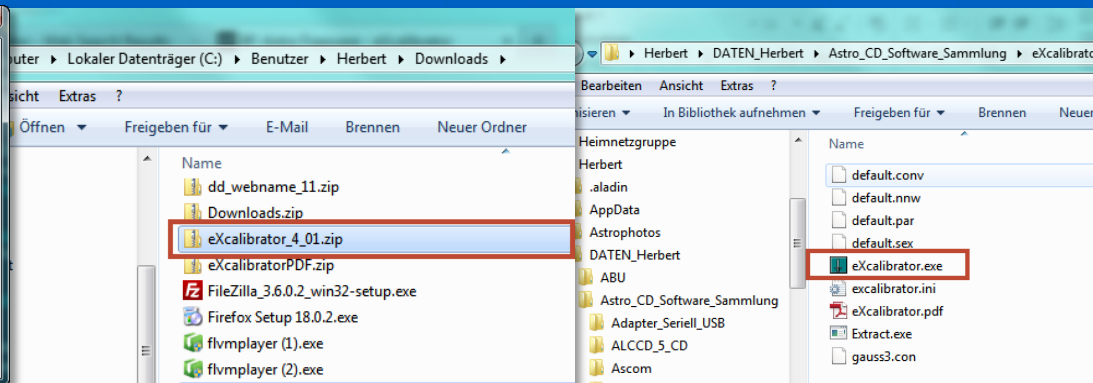 Lokaler Datenträger (C:) Benutzer Herbert Downloads
Extras ?
Öffnen Freigeben für E-Mail Brennen Neuer Ordner
Name
dd_webname_11.zip
Downloads.zip
eXcalibrator_4_01.zip
eXcalibratorPDF.zip
FileZilla_3.6.0.2_win32-setup.exe
Firefox Setup 18.0.2.exe
flvmplayer (1).exe
flvmplayer (2).exe
Herbert DATEN_Herbert Astro_CD_Software_Sammlung eXcalibrato
Bearbeiten Ansicht Extras ?
In Bibliothek aufnehmen Freigeben für Brennen Neuer
Heimnetzgruppe
Herbert
.aladin
AppData
Astrophotos
DATEN_Herbert
ABU
Astro_CD_Software_Sammlung
Adapter_Seriell_USB
ALCCD_5_CD
Ascom
Name
default.conv
default.nnw
default.par
default.sex
eXcalibrator.exe
excalibrator.ini
eXcalibrator.pdf
Extract.exe
gauss3.con